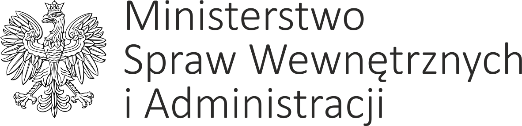 Ministerstwo
Spraw Wewnętrznych
i Administracji